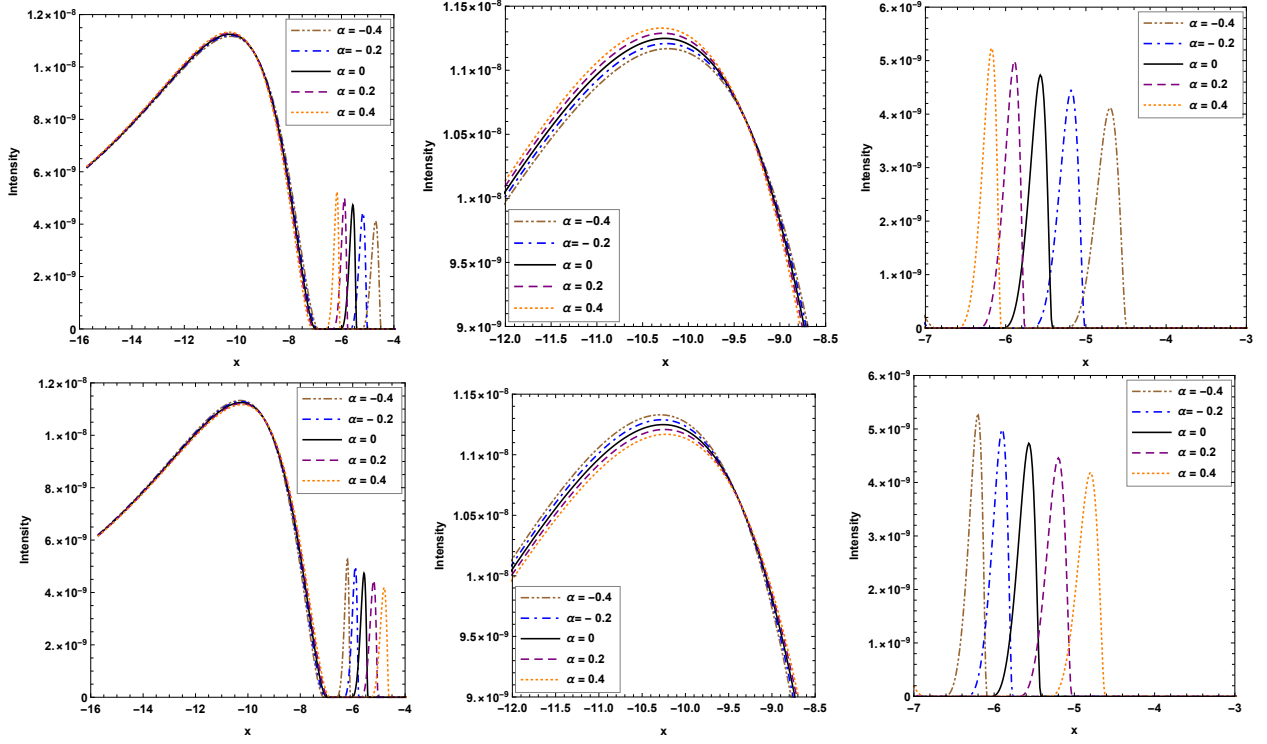 1.2×10⁻⁸
1.×10⁻⁸
8.×10⁻⁹
6.×10⁻⁹
4.×10⁻⁹
2.×10⁻⁹
0
Intensity
α = −0.4
α= − 0.2
α = 0
α = 0.2
α = 0.4
−16 −14 −12 −10 −8 −6 −4
x
1.15×10⁻⁸
1.1×10⁻⁸
1.05×10⁻⁸
1.×10⁻⁸
9.5×10⁻⁹
9.×10⁻⁹
Intensity
α = −0.4
α= − 0.2
α = 0
α = 0.2
α = 0.4
−12.0 −11.5 −11.0 −10.5 −10.0 −9.5 −9.0 −8.5
x
6.×10⁻⁹
5.×10⁻⁹
4.×10⁻⁹
3.×10⁻⁹
2.×10⁻⁹
1.×10⁻⁹
0
Intensity
α = −0.4
α= − 0.2
α = 0
α = 0.2
α = 0.4
−7 −6 −5 −4 −3
x
1.2×10⁻⁸
1.×10⁻⁸
8.×10⁻⁹
6.×10⁻⁹
4.×10⁻⁹
2.×10⁻⁹
0
Intensity
α = −0.4
α= − 0.2
α = 0
α = 0.2
α = 0.4
−16 −14 −12 −10 −8 −6 −4
x
1.15×10⁻⁸
1.1×10⁻⁸
1.05×10⁻⁸
1.×10⁻⁸
9.5×10⁻⁹
9.×10⁻⁹
Intensity
α = −0.4
α= − 0.2
α = 0
α = 0.2
α = 0.4
−12.0 −11.5 −11.0 −10.5 −10.0 −9.5 −9.0 −8.5
x
6.×10⁻⁹
5.×10⁻⁹
4.×10⁻⁹
3.×10⁻⁹
2.×10⁻⁹
1.×10⁻⁹
0
Intensity
α = −0.4
α= − 0.2
α = 0
α = 0.2
α = 0.4
−7 −6 −5 −4 −3
x